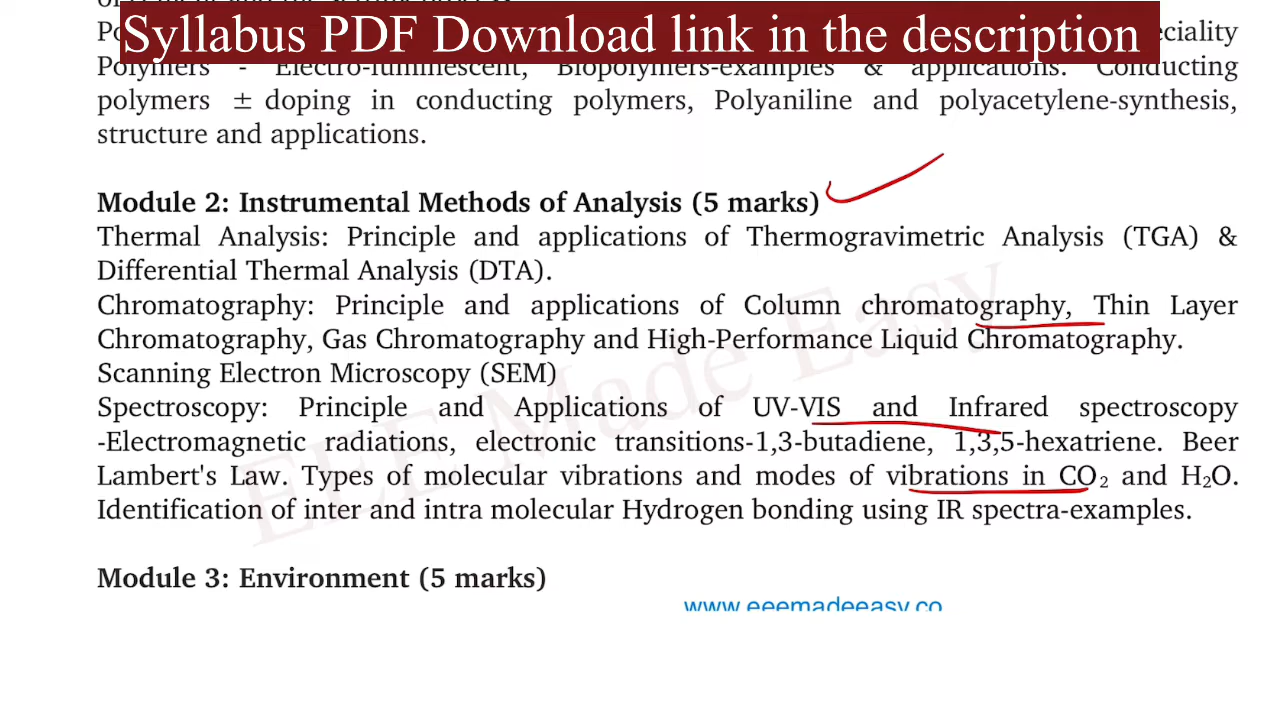 Syllabus PDF Download link in the description
eciality
Polymers - Electro-luminescent, Biopolymers-examples & applications. Conducting
polymers ± doping in conducting polymers, Polyaniline and polyacetylene-synthesis,
structure and applications.
Module 2: Instrumental Methods of Analysis (5 marks)
Thermal Analysis: Principle and applications of Thermogravimetric Analysis (TGA) &
Differential Thermal Analysis (DTA).
Chromatography: Principle and applications of Column chromatography, Thin Layer
Chromatography, Gas Chromatography and High-Performance Liquid Chromatography.
Scanning Electron Microscopy (SEM)
Spectroscopy: Principle and Applications of UV-VIS and Infrared spectroscopy
-Electromagnetic radiations, electronic transitions-1,3-butadiene, 1,3,5-hexatriene. Beer
Lambert's Law. Types of molecular vibrations and modes of vibrations in CO₂ and H₂O.
Identification of inter and intra molecular Hydrogen bonding using IR spectra-examples.
EEE Made Easy
Module 3: Environment (5 marks)
www.eeemadeeasy.co